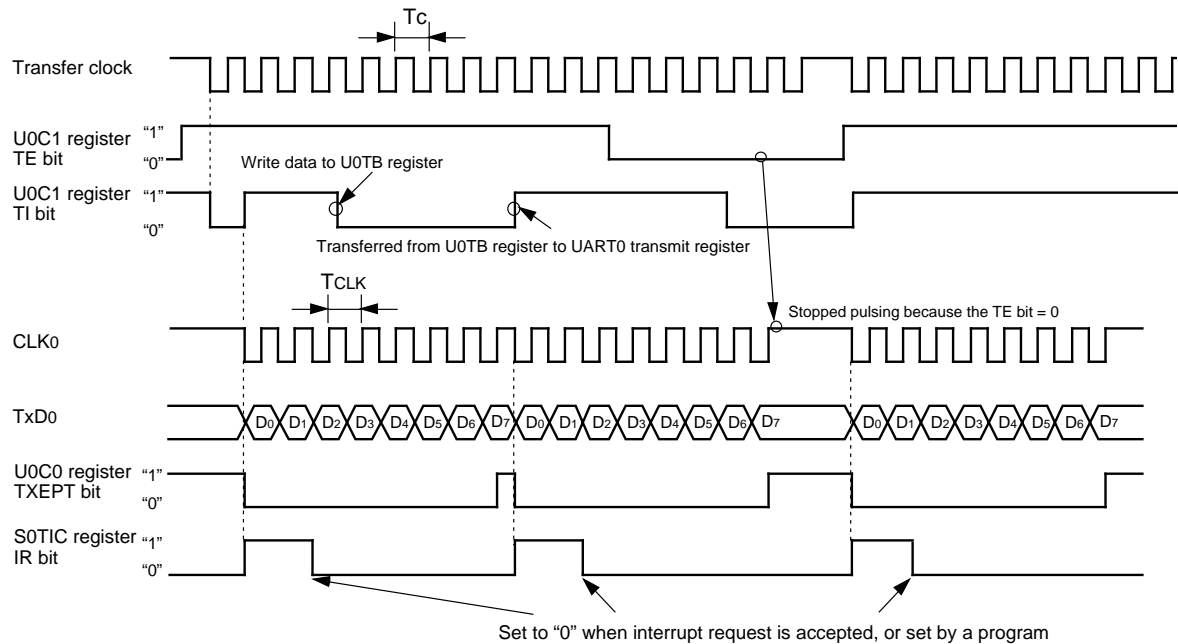 Tc
Transfer clock
U0C1 register
TE bit
“1”
“0”
Write data to U0TB register
U0C1 register
TI bit
“1”
“0”
Transferred from U0TB register to UART0 transmit register
TCLK
Stopped pulsing because the TE bit = 0
CLK0
TxD0
D0 D1 D2 D3 D4 D5 D6 D7 D0 D1 D2 D3 D4 D5 D6 D7 D0 D1 D2 D3 D4 D5 D6 D7
U0C0 register
TXEPT bit
“1”
“0”
S0TIC register
IR bit
“1”
“0”
Set to “0” when interrupt request is accepted, or set by a program